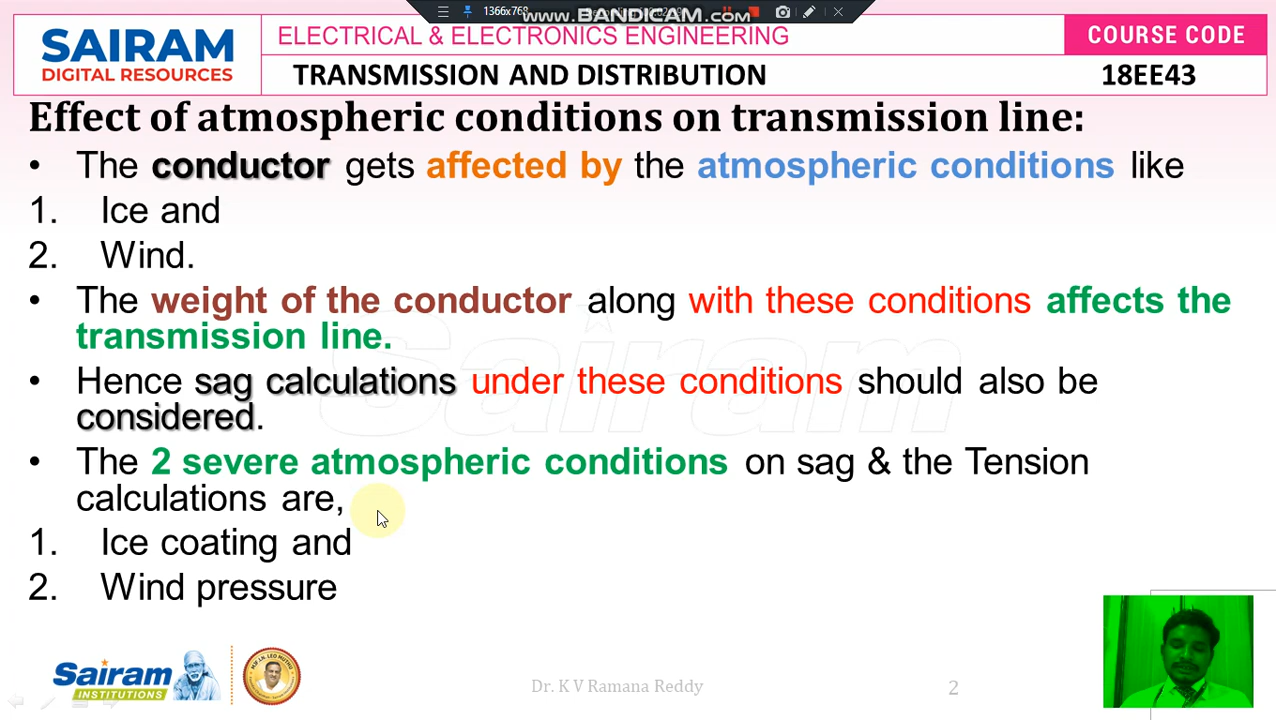 1366x768
www.BANDICAM.com
SAIRAM
DIGITAL RESOURCES
ELECTRICAL & ELECTRONICS ENGINEERING
COURSE CODE
TRANSMISSION AND DISTRIBUTION
18EE43
Effect of atmospheric conditions on transmission line:
• The conductor gets affected by the atmospheric conditions like
1. Ice and
2. Wind.
• The weight of the conductor along with these conditions affects the
transmission line.
• Hence sag calculations under these conditions should also be
considered.
• The 2 severe atmospheric conditions on sag & the Tension
calculations are,
1. Ice coating and
2. Wind pressure
Sairam
Sairam
INSTITUTIONS
Dr. K V Ramana Reddy
2